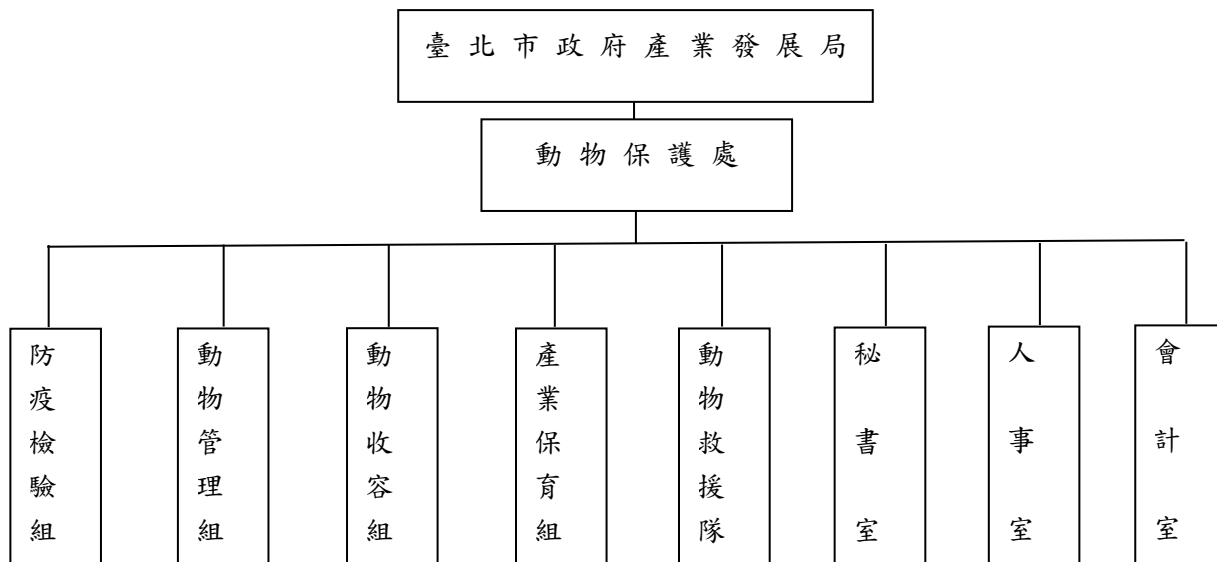 臺北市政府產業發展局
動物保護處
防疫檢驗組
動物管理組
動物收容組
產業保育組
動物救援隊
秘書室
人事室
會計室